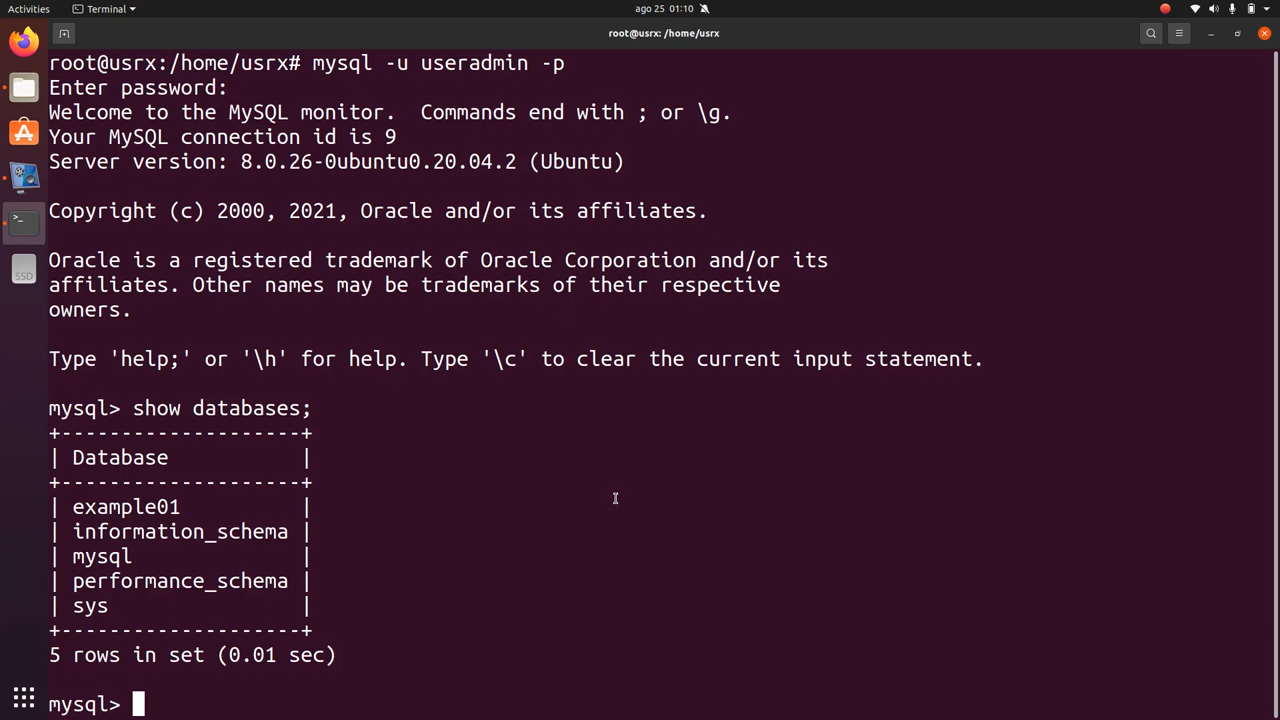 Activities
Terminal
ago 25 01:10
root@usrx: /home/usrx
root@usrx:/home/usrx# mysql -u useradmin -p
Enter password:
Welcome to the MySQL monitor.  Commands end with ; or \g.
Your MySQL connection id is 9
Server version: 8.0.26-0ubuntu0.20.04.2 (Ubuntu)
Copyright (c) 2000, 2021, Oracle and/or its affiliates.
Oracle is a registered trademark of Oracle Corporation and/or its
affiliates. Other names may be trademarks of their respective
owners.
Type 'help;' or '\h' for help. Type '\c' to clear the current input statement.
mysql> show databases;
+--------------------+
| Database           |
+--------------------+
| example01          |
| information_schema |
| mysql              |
| performance_schema |
| sys                |
+--------------------+
5 rows in set (0.01 sec)
mysql>
>_
SSD